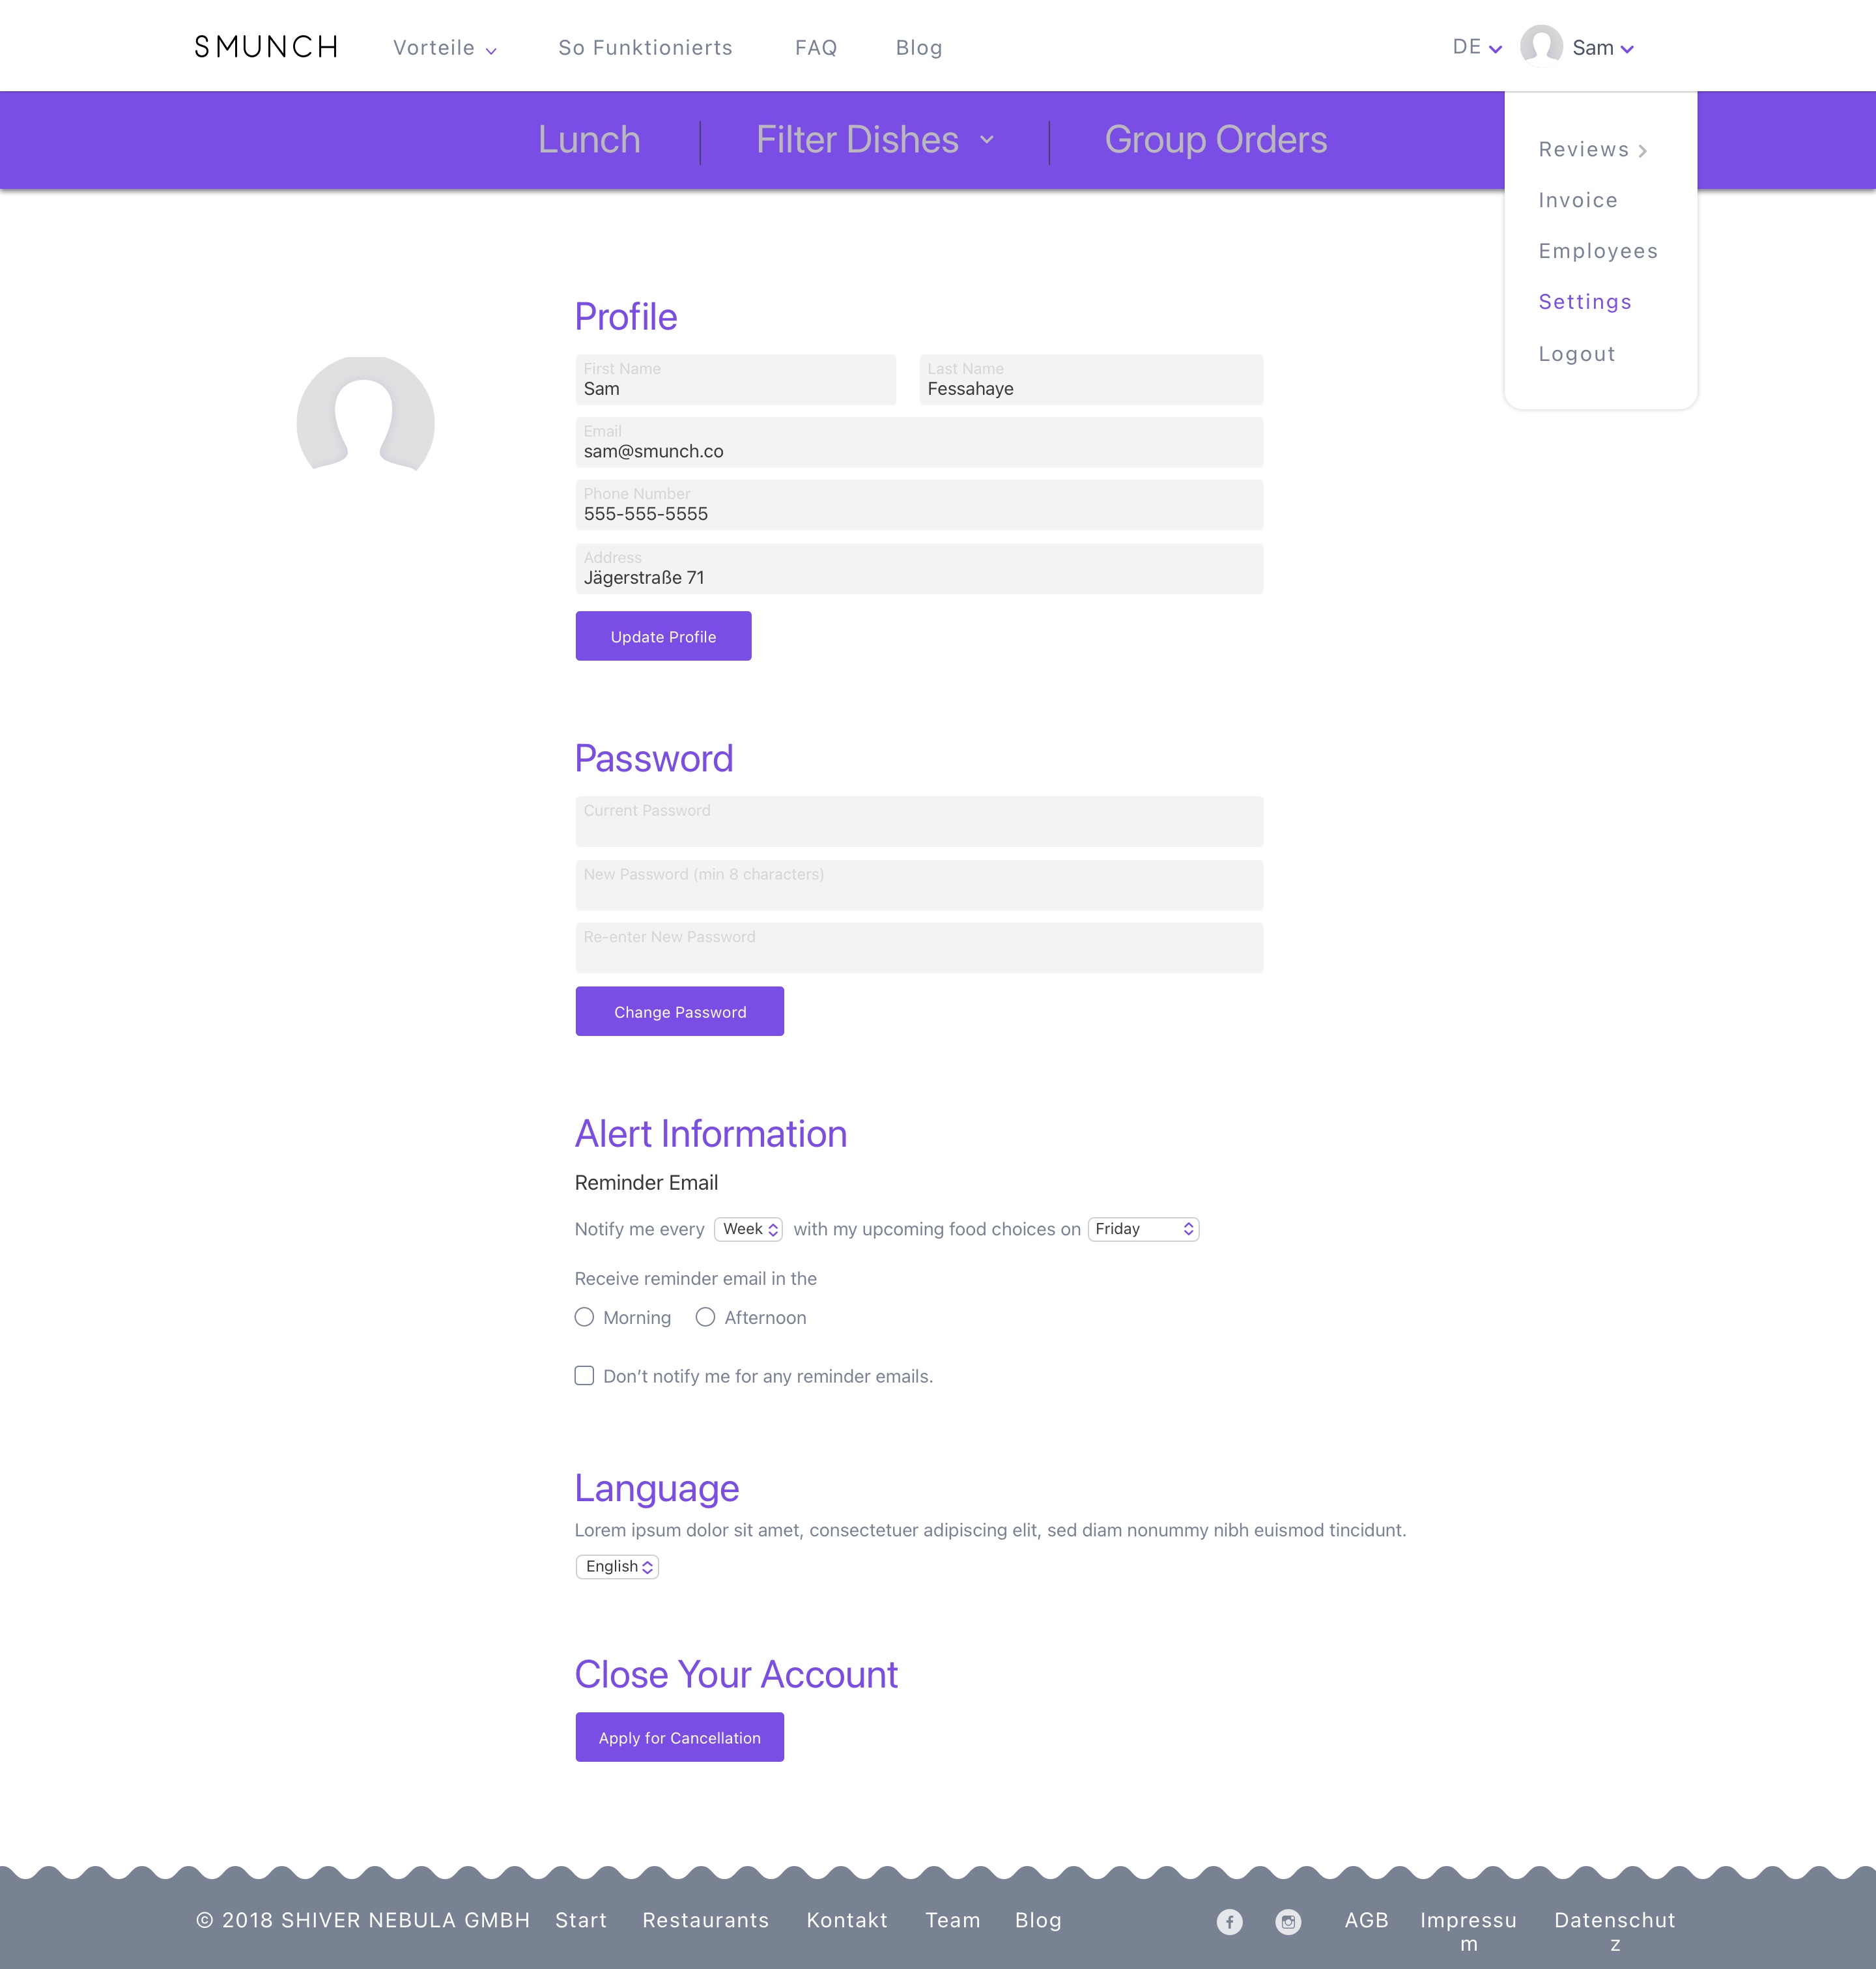 SMUNCH Vorteile So Funktionierts FAQ Blog DE Sam
Lunch Filter Dishes Group Orders
Reviews
Invoice
Employees
Settings
Logout
Profile
First Name Last Name
Sam Fessahaye
Email
sam@smunch.co
Phone Number
555-555-5555
Address
Jägerstraße 71
Update Profile
Password
Current Password
New Password (min 8 characters)
Re-enter New Password
Change Password
Alert Information
Reminder Email
Notify me every Week with my upcoming food choices on Friday
Receive reminder email in the
Morning Afternoon
Don’t notify me for any reminder emails.
Language
Lorem ipsum dolor sit amet, consectetuer adipiscing elit, sed diam nonummy nibh euismod tincidunt.
English
Close Your Account
Apply for Cancellation
© 2018 SHIVER NEBULA GMBH Start Restaurants Kontakt Team Blog f AGB Impressu Datenschut
m z